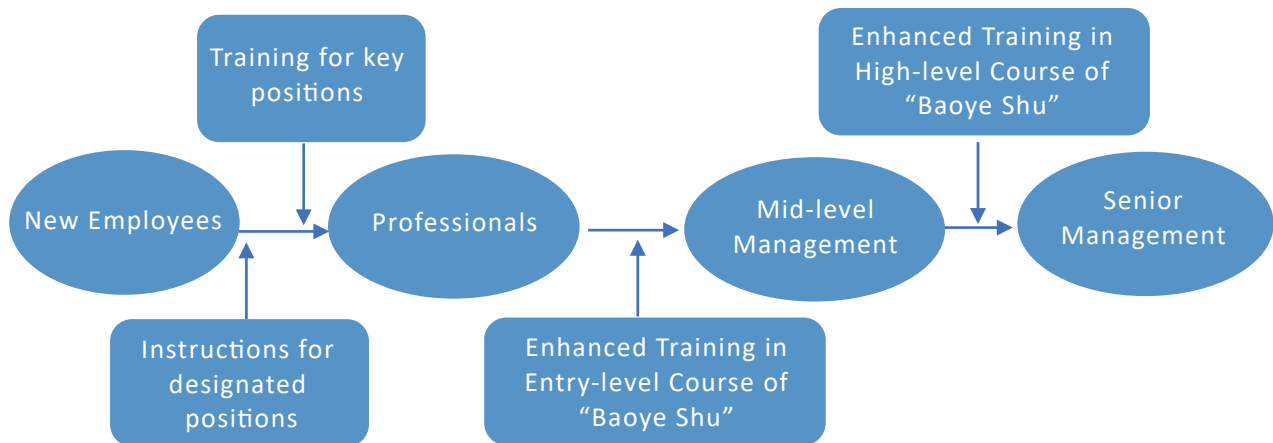 Training for key
positions
Enhanced Training in
High-level Course of
“Baoye Shu”
New Employees
Professionals
Mid-level
Management
Senior
Management
Instructions for
designated
positions
Enhanced Training in
Entry-level Course of
“Baoye Shu”